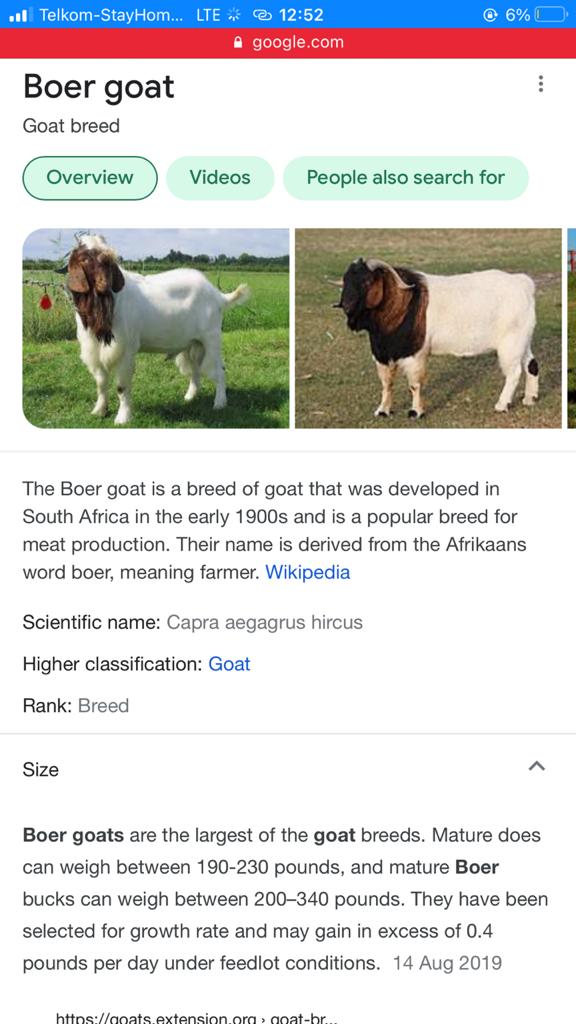 Telkom-StayHom... LTE 12:52 6%
google.com
Boer goat
Goat breed
Overview Videos People also search for
The Boer goat is a breed of goat that was developed in
South Africa in the early 1900s and is a popular breed for
meat production. Their name is derived from the Afrikaans
word boer, meaning farmer. Wikipedia
Scientific name: Capra aegagrus hircus
Higher classification: Goat
Rank: Breed
Size
Boer goats are the largest of the goat breeds. Mature does
can weigh between 190-230 pounds, and mature Boer
bucks can weigh between 200–340 pounds. They have been
selected for growth rate and may gain in excess of 0.4
pounds per day under feedlot conditions. 14 Aug 2019
https://goats.extension.org › goat-br...